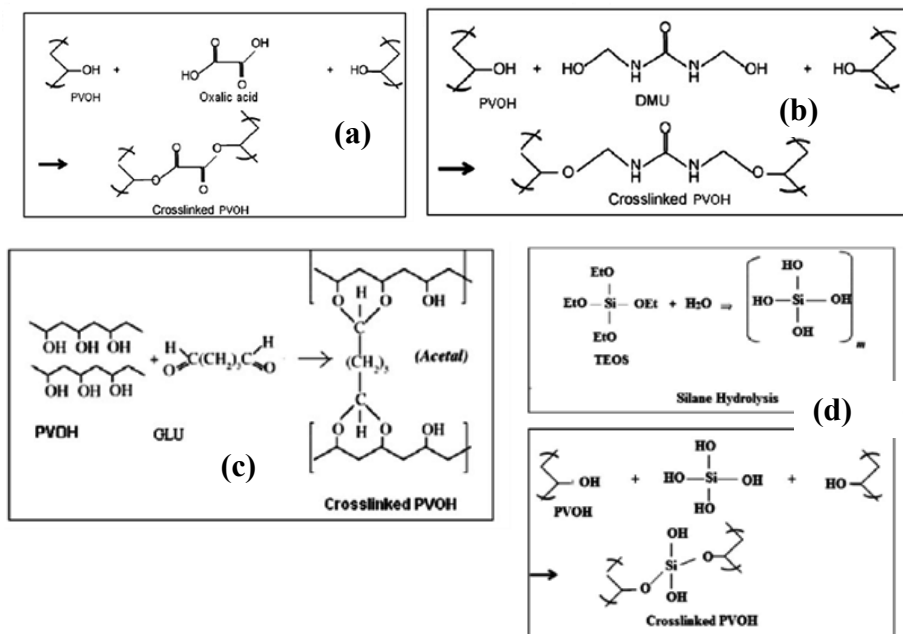 OH + HO OH O O + HO
PVOH Oxalic acid
(a)
O O O O
Crosslinked PVOH
OH + HO N H O N H OH + HO
PVOH DMU
(b)
O N H O N H O
Crosslinked PVOH
OH OH OH
OH OH OH
+
H C(CH2)3C H
O O
PVOH GLU
(c)
H
O O OH
C
(CH2)3
(Acetal)
C
H
O O OH
Crosslinked PVOH
EtO
EtO Si OEt + H2O ⇒
EtO
TEOS
HO
HO Si OH
OH
m
Silane Hydrolysis
(d)
OH + HO HO Si OH HO + HO
PVOH
OH
O Si O
OH
Crosslinked PVOH